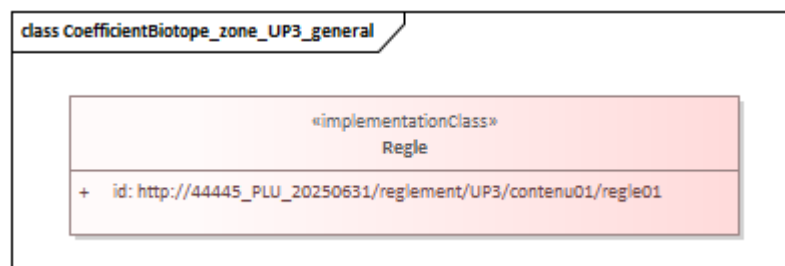 class CoefficientBiotope_zone_UP3_general
«implementationClass»
Regle
+ id: http://44445_PLU_20250631/reglement/UP3/contenu01/regle01